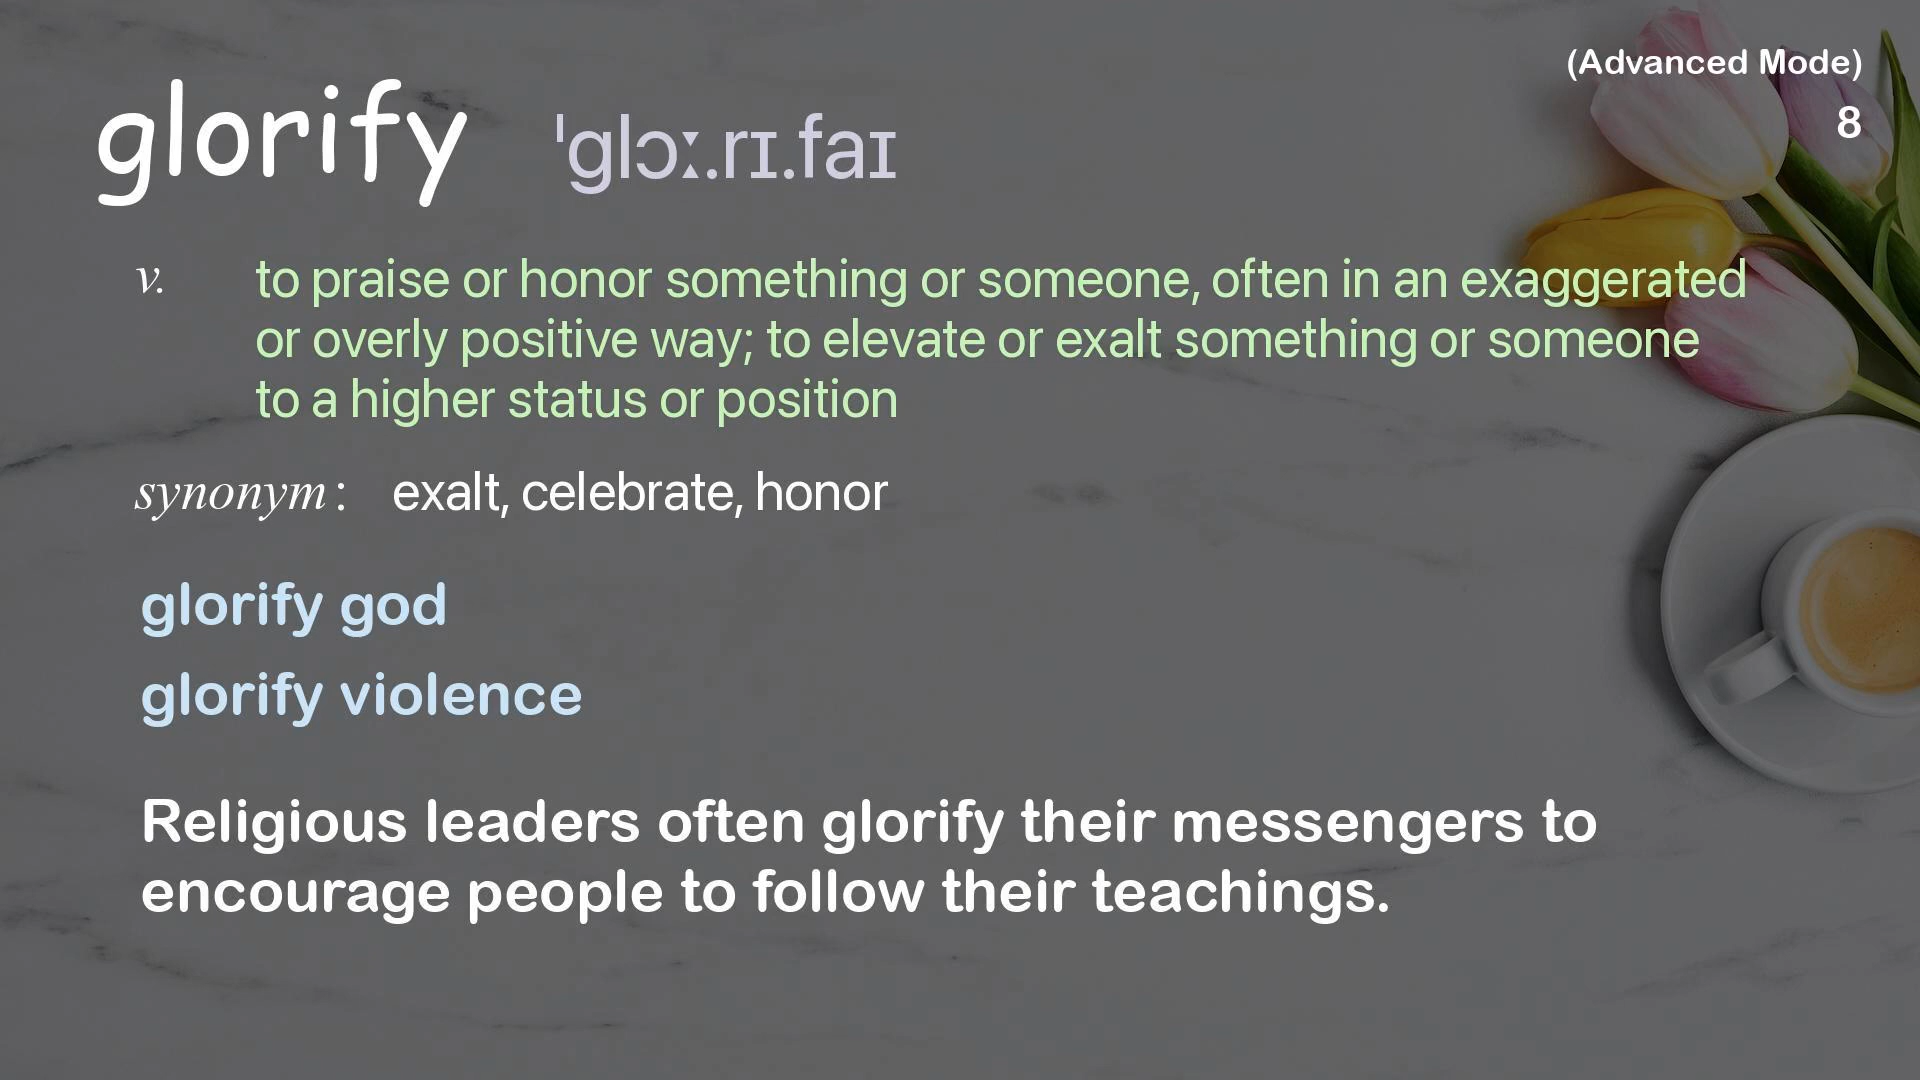 (Advanced Mode)
glorify ˈɡlɔː.rɪ.faɪ
8
v. to praise or honor something or someone, often in an exaggerated
or overly positive way; to elevate or exalt something or someone
to a higher status or position
synonym: exalt, celebrate, honor
glorify god
glorify violence
Religious leaders often glorify their messengers to
encourage people to follow their teachings.